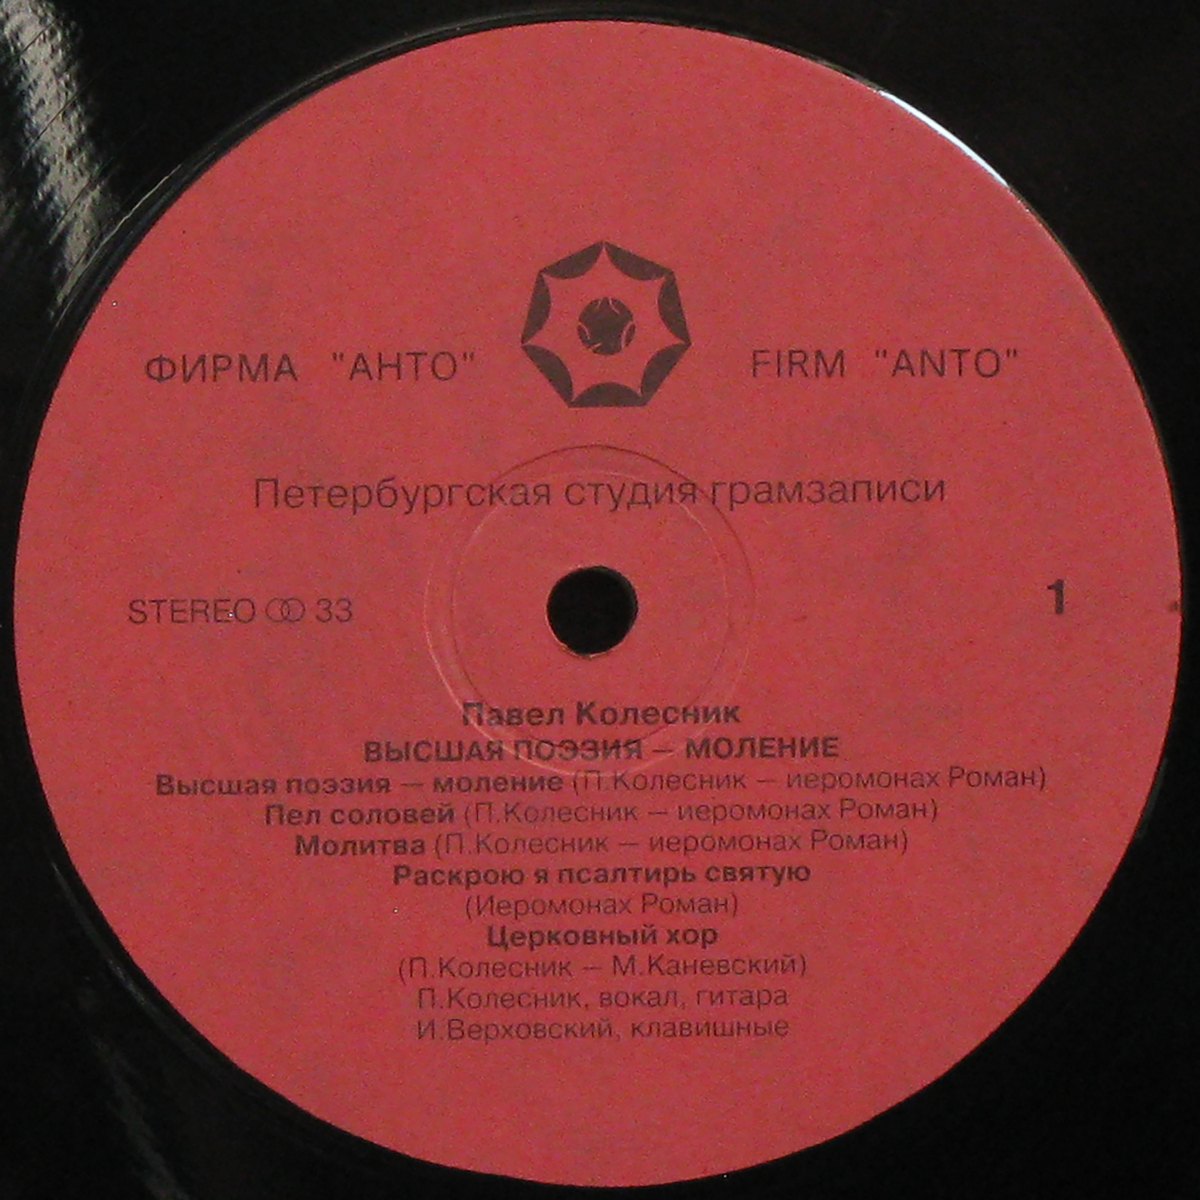 ФИРМА "АНТО" FIRM "ANTO"
Петербургская студия грамзаписи
STEREO 33 1
Павел Колесник
ВЫСШАЯ ПОЭЗИЯ – МОЛЕНИЕ
Высшая поэзия – моление (П.Колесник – иеромонах Роман)
Пел соловей (П.Колесник – иеромонах Роман)
Молитва (П.Колесник – иеромонах Роман)
Раскрою я псалтирь святую
(Иеромонах Роман)
Церковный хор
(П.Колесник – М.Каневский)
П.Колесник, вокал, гитара
И.Верховский, клавишные